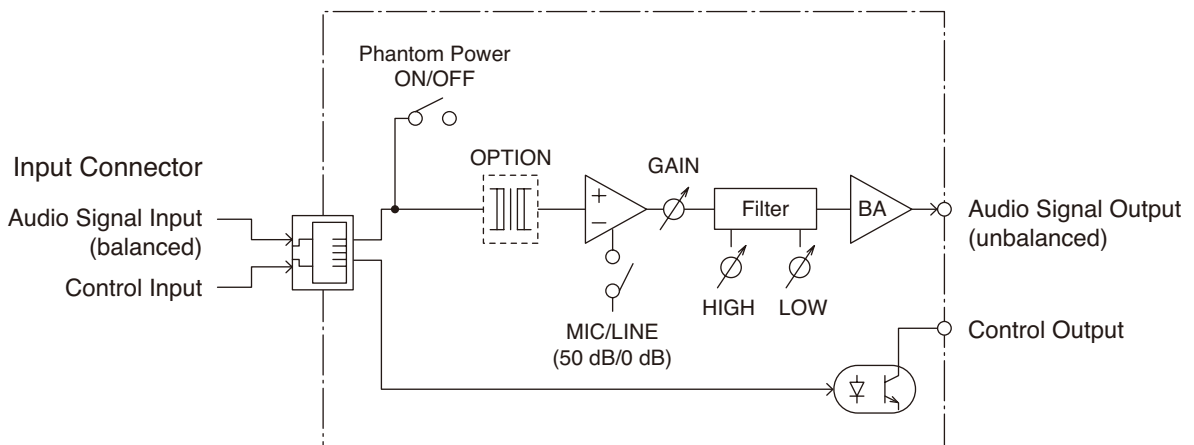 Phantom Power
ON/OFF
Input Connector
OPTION
GAIN
Audio Signal Input
(balanced)
+
−
Filter
BA
Audio Signal Output
(unbalanced)
Control Input
HIGH
LOW
MIC/LINE
(50 dB/0 dB)
Control Output